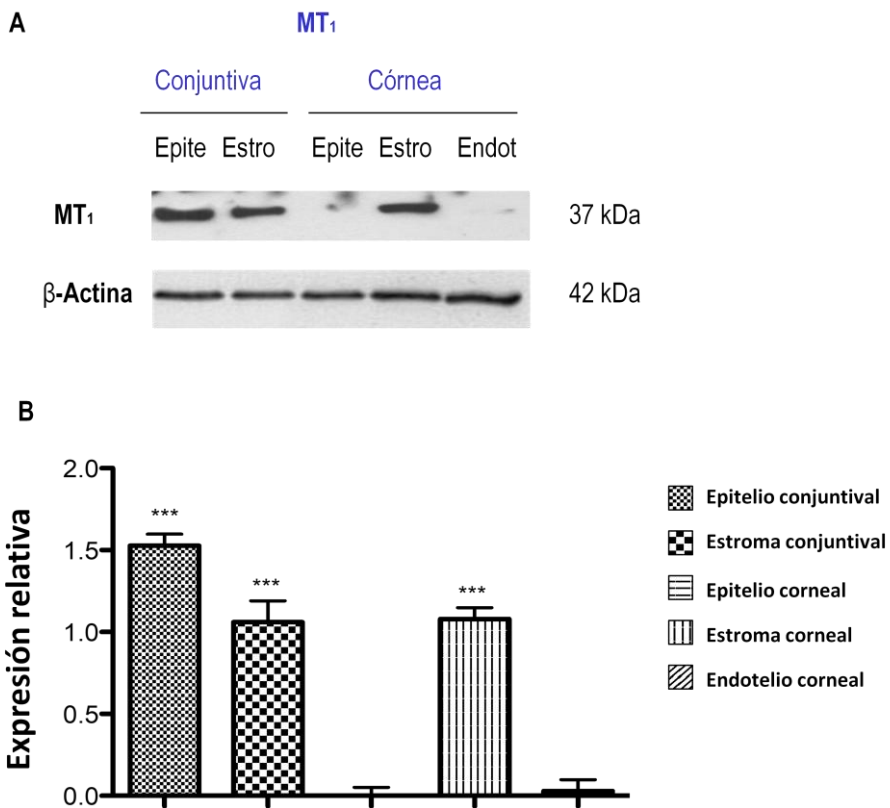 A
MT₁
Conjuntiva
Córnea
Epite Estro Epite Estro Endot
MT₁
37 kDa
β-Actina
42 kDa
B
Expresión relativa
2.0
1.5
1.0
0.5
0.0
***
***
***
Epitelio conjuntival
Estroma conjuntival
Epitelio corneal
Estroma corneal
Endotelio corneal